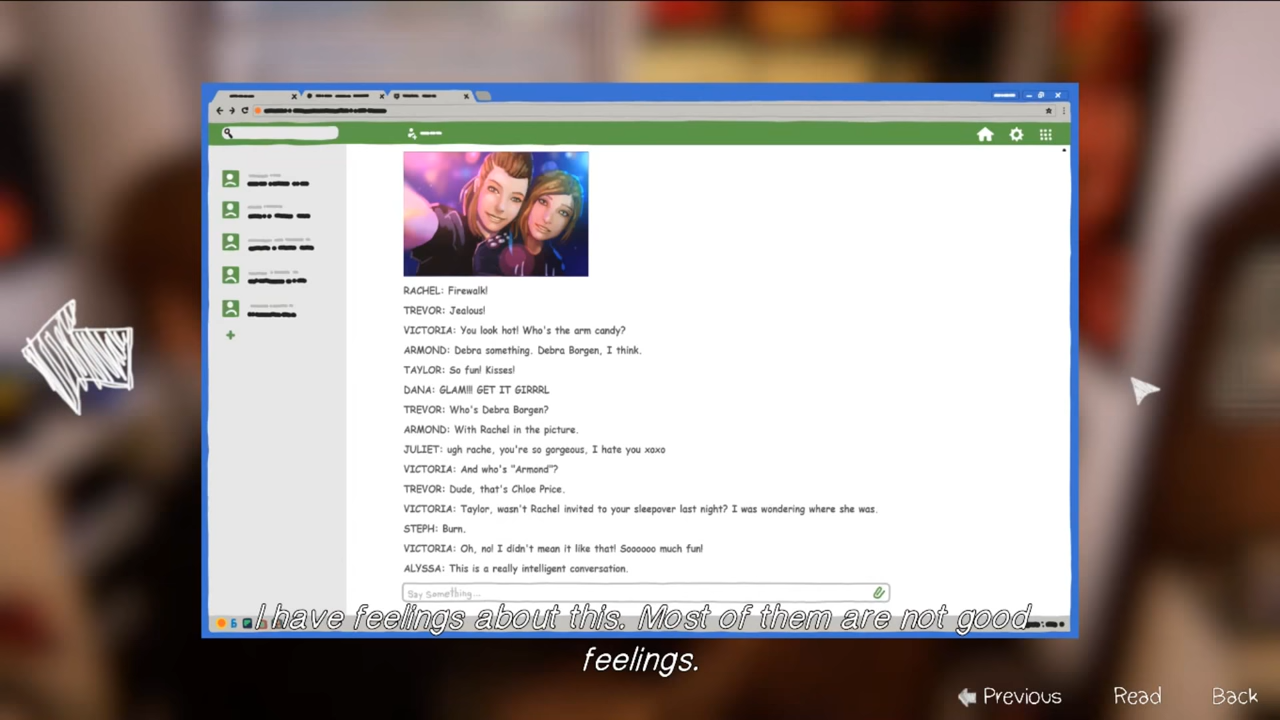 RACHEL: Firewalk!
TREVOR: Jealous!
VICTORIA: You look hot! Who's the arm candy?
ARMOND: Debra something. Debra Borgen, I think.
TAYLOR: So fun! Kisses!
DANA: GLAM!!! GET IT GIRRRL
TREVOR: Who's Debra Borgen?
ARMOND: With Rachel in the picture.
JULIET: ugh rache, you're so gorgeous, I hate you xoxo
VICTORIA: And who's "Armond"?
TREVOR: Dude, that's Chloe Price.
VICTORIA: Taylor, wasn't Rachel invited to your sleepover last night? I was wondering where she was.
STEPH: Burn.
VICTORIA: Oh, no! I didn't mean it like that! Soooooo much fun!
ALYSSA: This is a really intelligent conversation.
Say Something...
I have feelings about this. Most of them are not good
feelings.
Previous Read Back